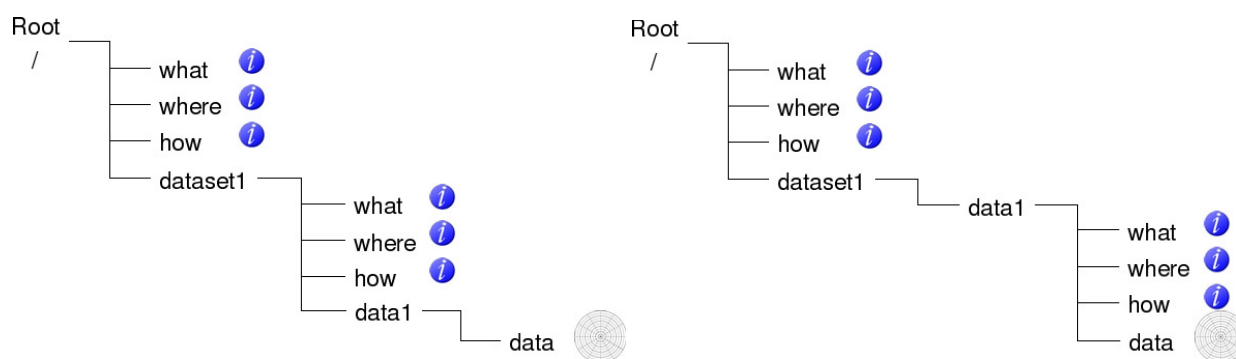 Root
/
what i
where i
how i
dataset1
what i
where i
how i
data1
data
Root
/
what i
where i
how i
dataset1
data1
what i
where i
how i
data